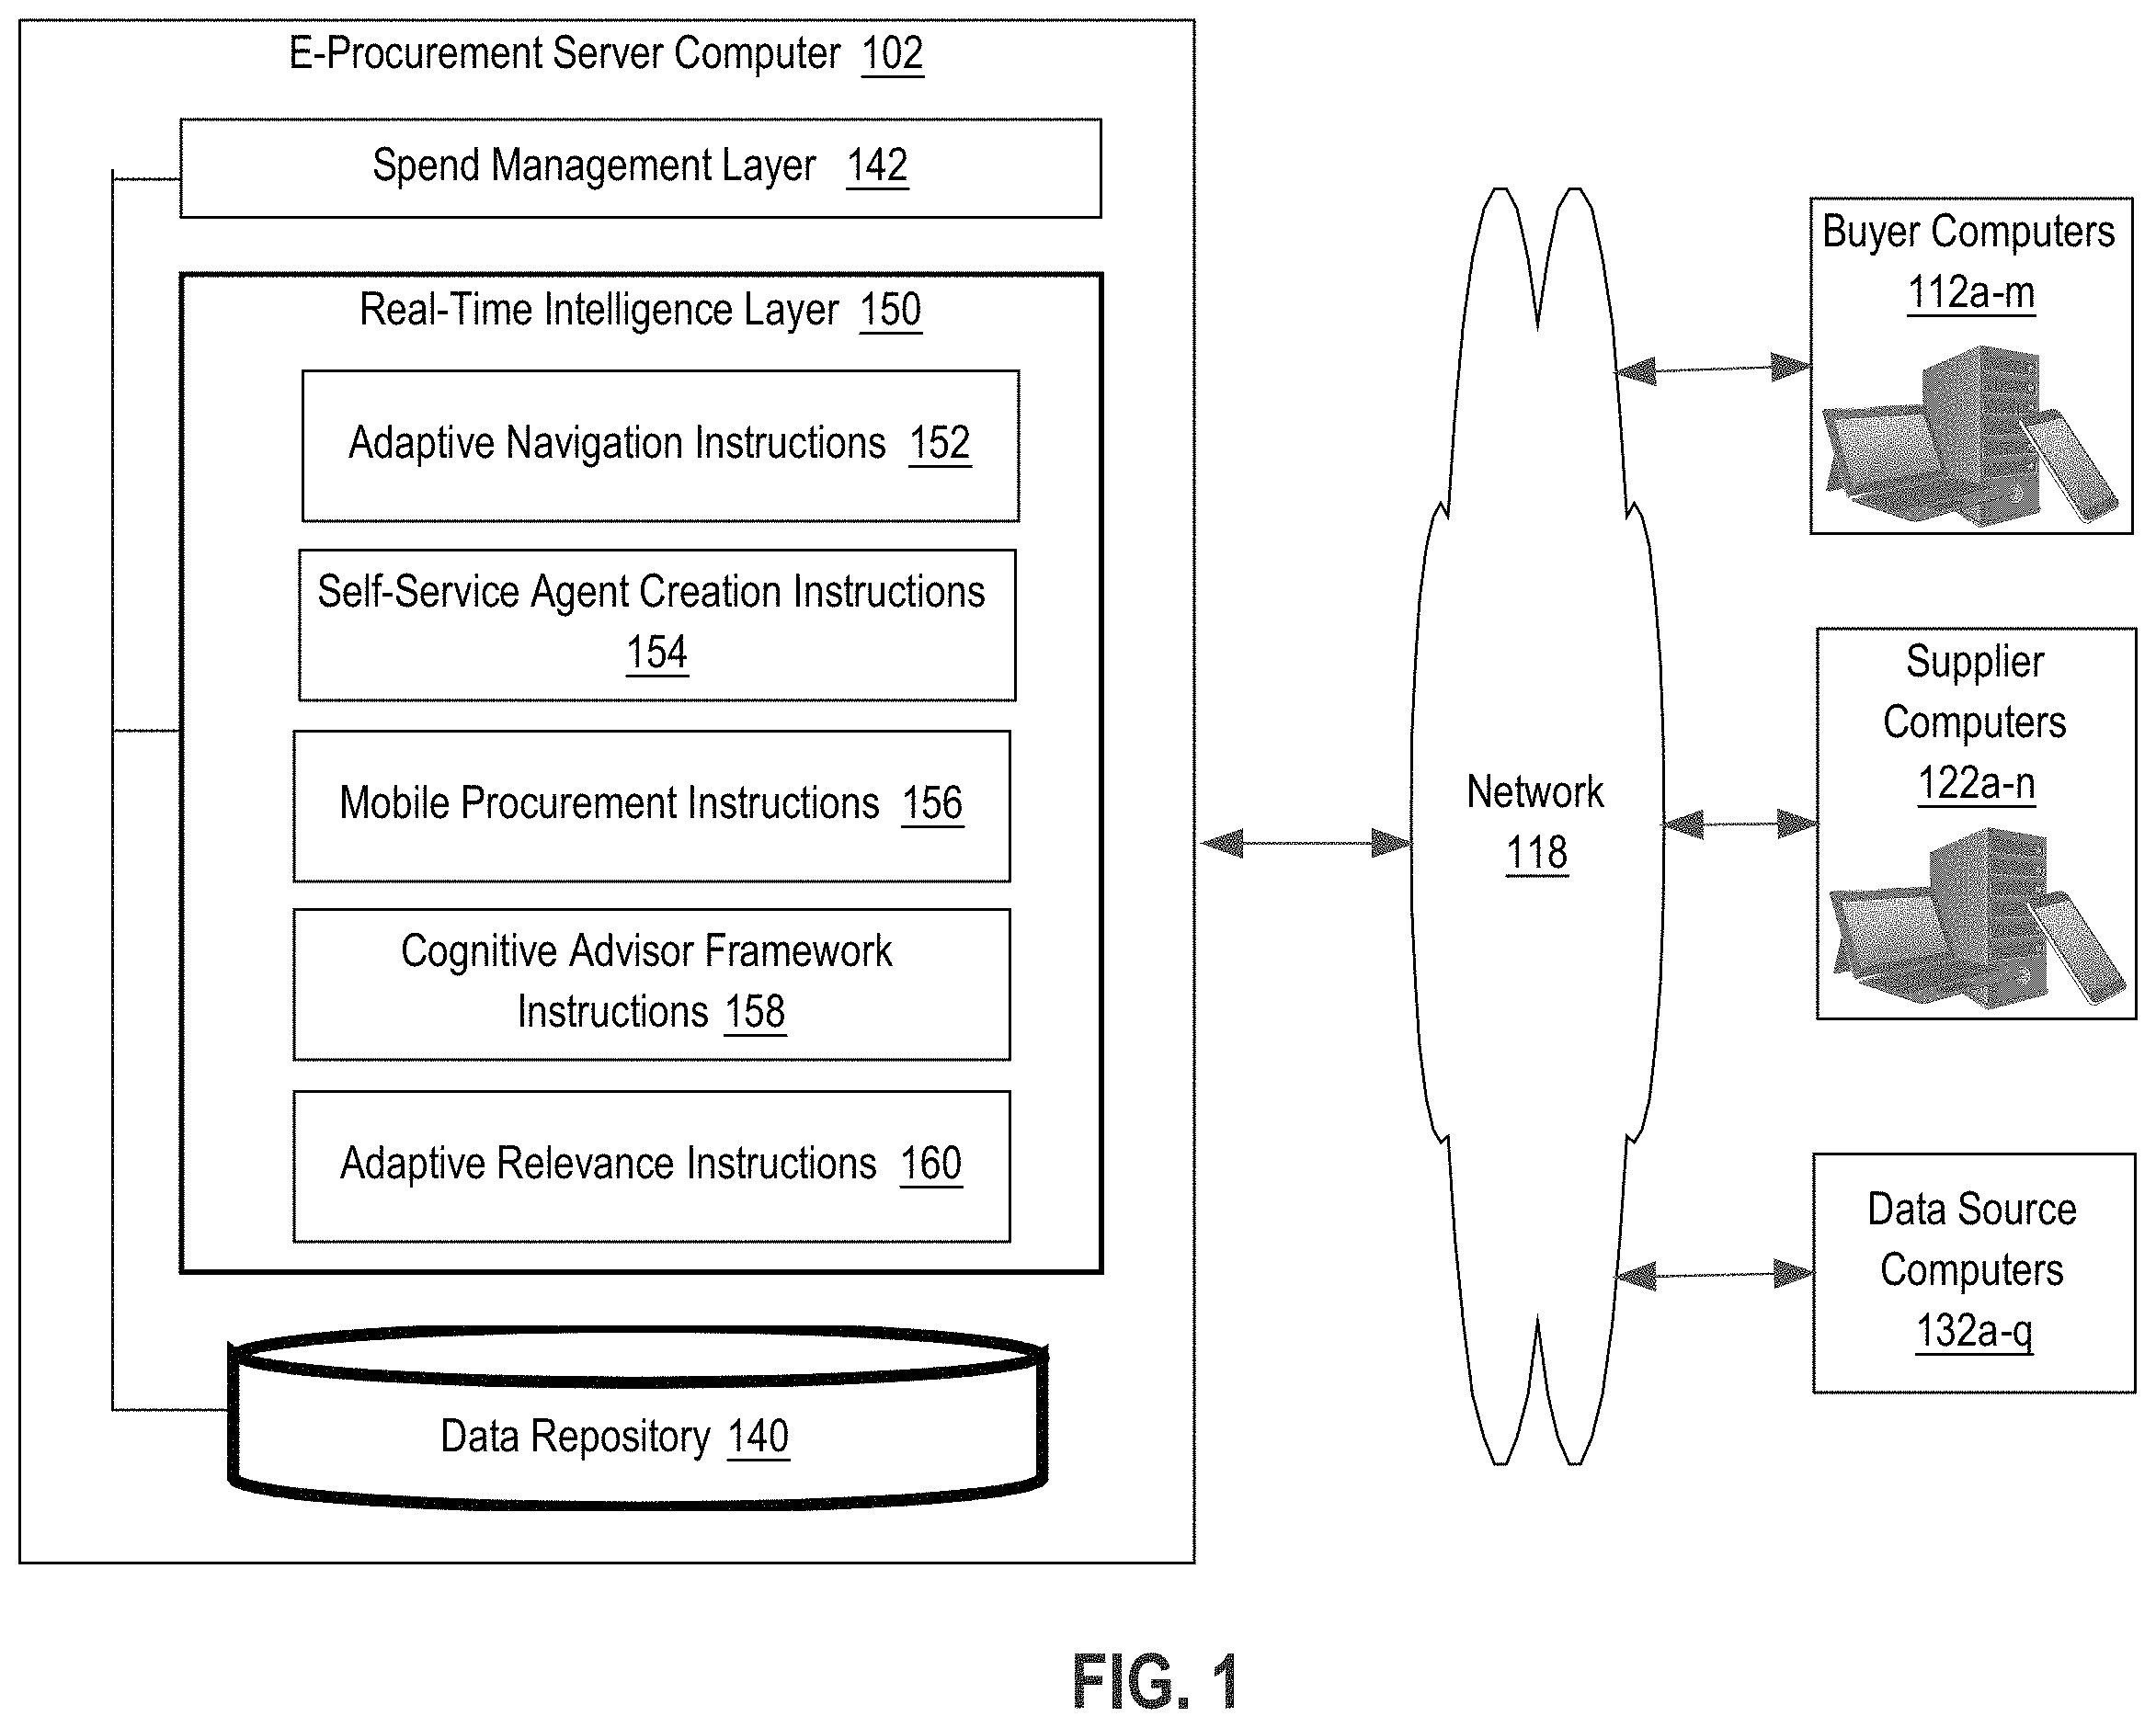 E-Procurement Server Computer 102
Spend Management Layer 142
Real-Time Intelligence Layer 150
Adaptive Navigation Instructions 152
Self-Service Agent Creation Instructions
154
Mobile Procurement Instructions 156
Cognitive Advisor Framework
Instructions 158
Adaptive Relevance Instructions 160
Data Repository 140
Network
118
Buyer Computers
112a-m
Supplier
Computers
122a-n
Data Source
Computers
132a-q
FIG. 1